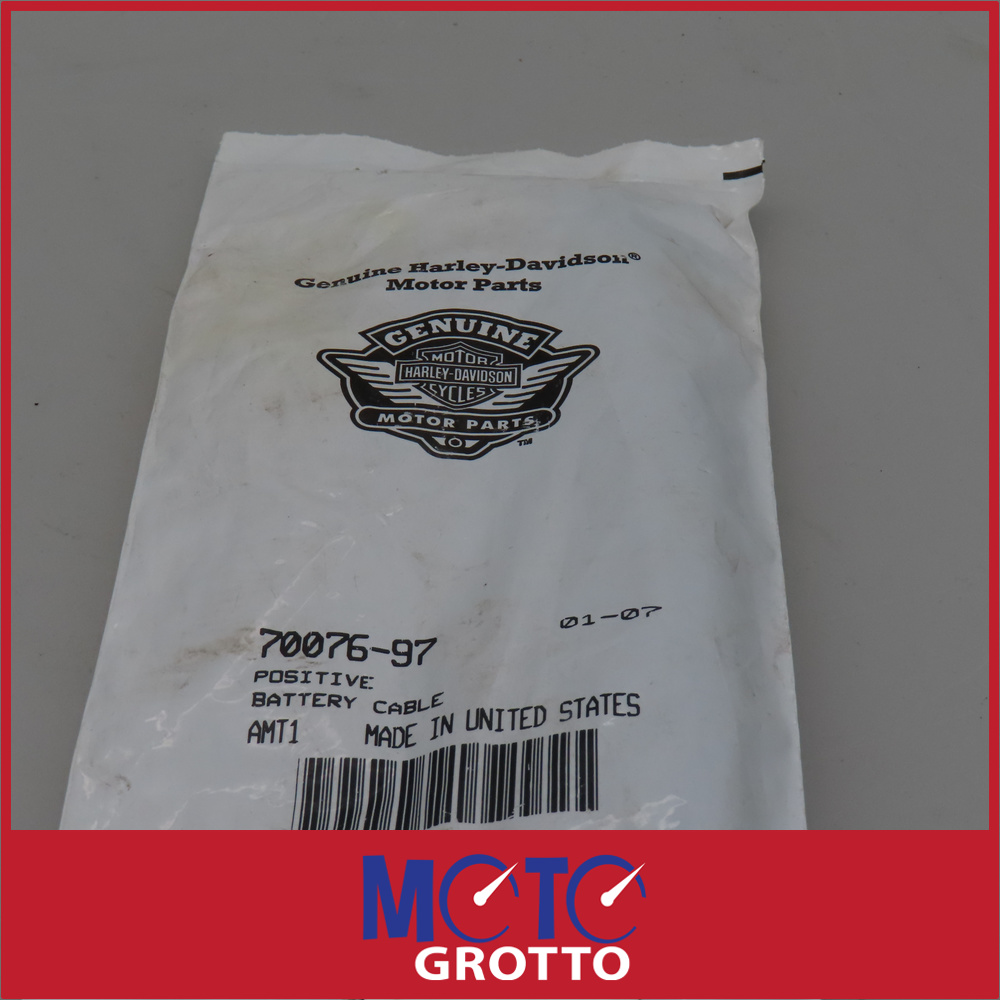 Genuine Harley-Davidson®
Motor Parts
GENUINE
MOTOR
HARLEY-DAVIDSON
CYCLES
MOTOR PARTS
TM
01-07
70076-97
POSITIVE
BATTERY CABLE
AMT1 MADE IN UNITED STATES
MOTO
GROTTO